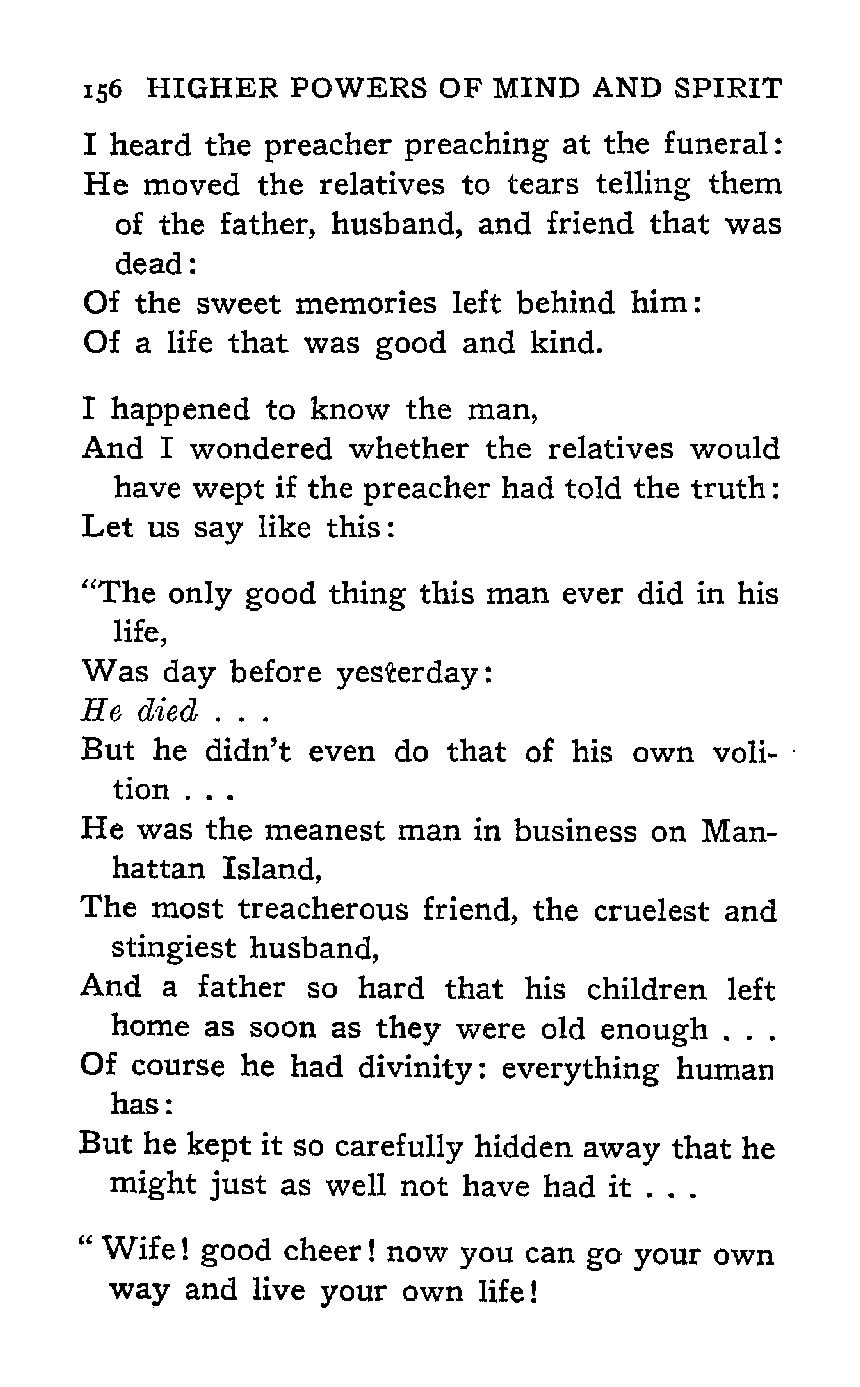 156 HIGHER POWERS OF MIND AND SPIRIT
I heard the preacher preaching at the funeral:
He moved the relatives to tears telling them
of the father, husband, and friend that was
dead:
Of the sweet memories left behind him:
Of a life that was good and kind.
I happened to know the man,
And I wondered whether the relatives would
have wept if the preacher had told the truth:
Let us say like this:
"The only good thing this man ever did in his
life,
Was day before yesterday:
He died . . .
But he didn't even do that of his own voli-
tion . . .
He was the meanest man in business on Man-
hattan Island,
The most treacherous friend, the cruelest and
stingiest husband,
And a father so hard that his children left
home as soon as they were old enough . . .
Of course he had divinity: everything human
has:
But he kept it so carefully hidden away that he
might just as well not have had it . . .
"Wife! good cheer! now you can go your own
way and live your own life!